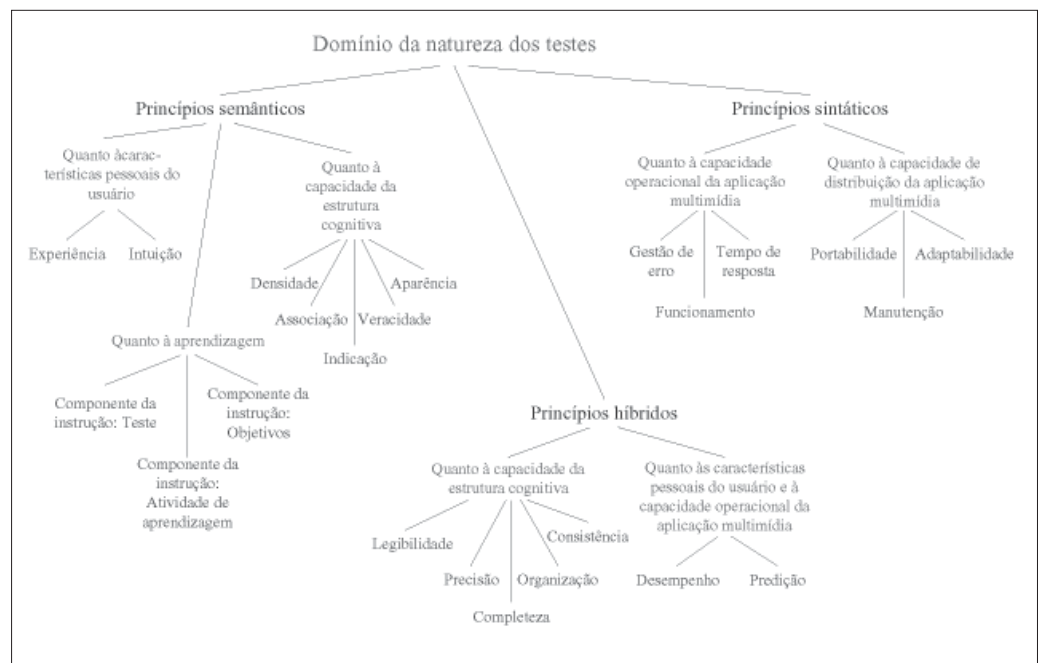 Domínio da natureza dos testes
Princípios semânticos
Quanto àcarac-
terísticas pessoais do
usuário
Experiência
Intuição
Quanto à
capacidade da
estrutura
cognitiva
Densidade
Aparência
Associação
Veracidade
Indicação
Quanto à aprendizagem
Componente da
instrução: Teste
Componente da
instrução:
Objetivos
Componente da
instrução:
Atividade de
aprendizagem
Princípios sintáticos
Quanto à capacidade
operacional da aplicação
multimídia
Gestão de
erro
Tempo de
resposta
Funcionamento
Quanto à capacidade de
distribuição da aplicação
multimídia
Portabilidade
Adaptabilidade
Manutenção
Princípios híbridos
Quanto à capacidade da
estrutura cognitiva
Legibilidade
Consistência
Precisão
Organização
Completeza
Quanto às características
pessoais do usuário e à
capacidade operacional da
aplicação multimídia
Desempenho
Predição